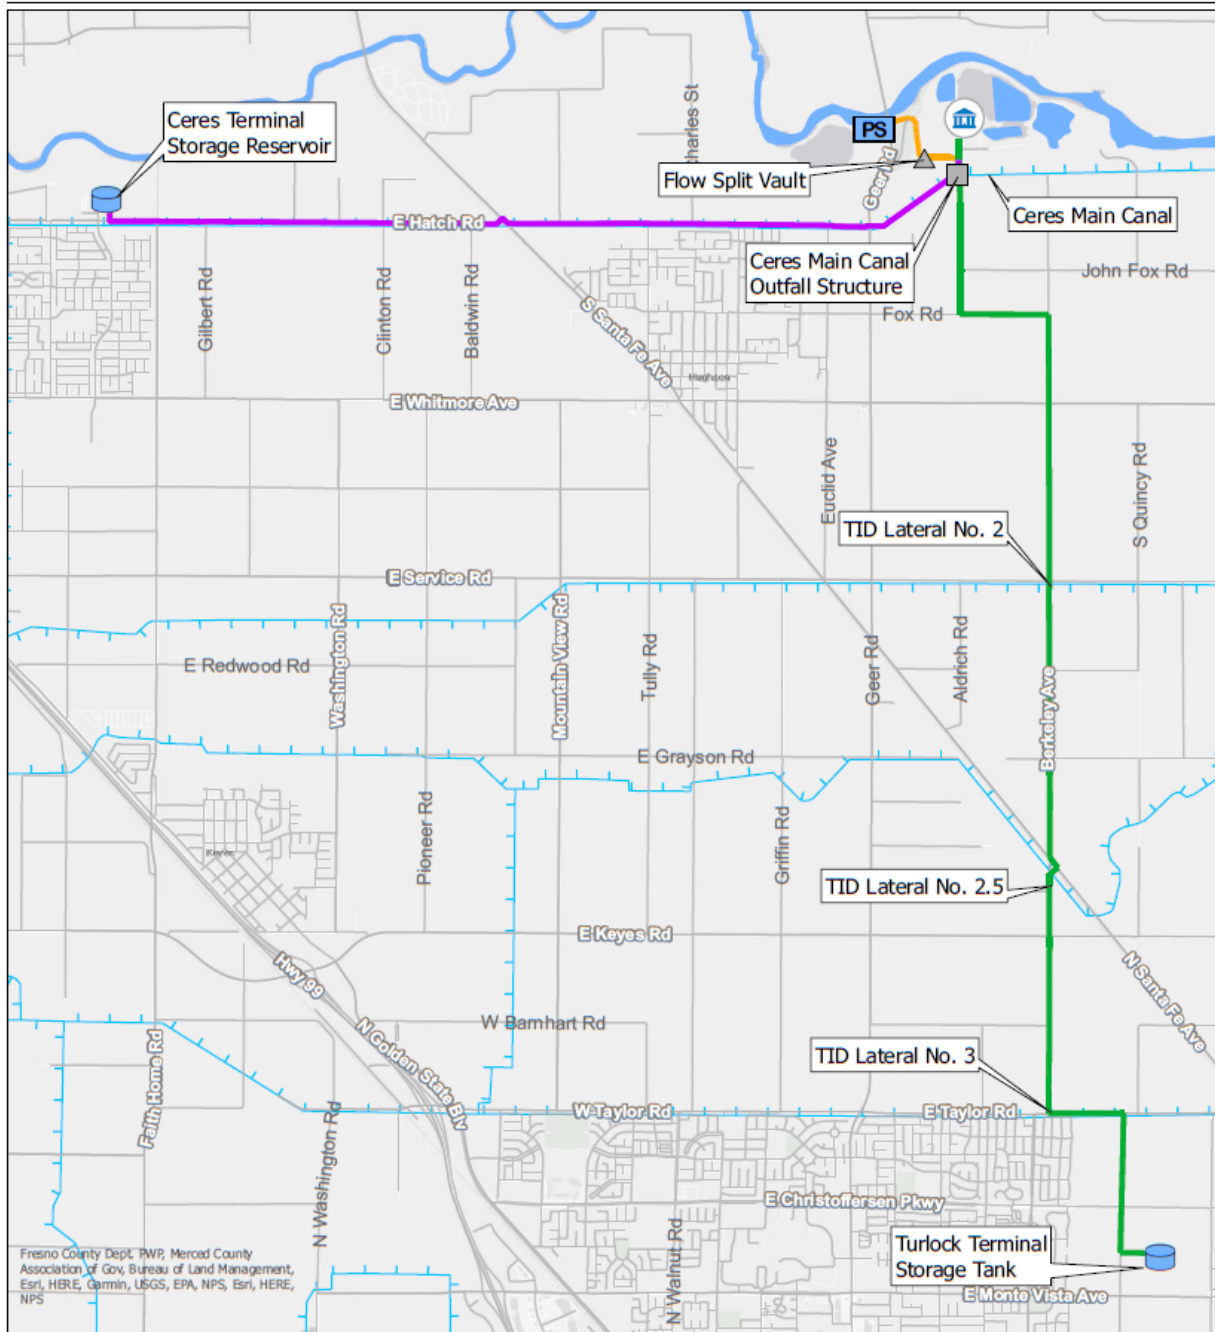 Ceres Terminal
Storage Reservoir
PS
Charles St
Geer Rd
Flow Split Vault
Ceres Main Canal
E Hatch Rd
Ceres Main Canal
Outfall Structure
John Fox Rd
Fox Rd
Gilbert Rd
Clinton Rd
Baldwin Rd
S Santa Fe Ave
Hughson
E Whitmore Ave
Euclid Ave
S Quincy Rd
TID Lateral No. 2
E Service Rd
Washington Rd
Mountain View Rd
Tully Rd
Geer Rd
Aldrich Rd
Berkeley Ave
E Redwood Rd
E Grayson Rd
Pioneer Rd
Griffin Rd
Keyes
TID Lateral No. 2.5
E Keyes Rd
Hwy 99
N Santa Fe Ave
W Barnhart Rd
N Golden State Blv
Faith Home Rd
TID Lateral No. 3
W Taylor Rd
E Taylor Rd
N Washington Rd
E Christoffersen Pkwy
N Walnut Rd
Turlock Terminal
Storage Tank
E Monte Vista Ave
Fresno County Dept. PWP, Merced County
Association of Gov, Bureau of Land Management,
Esri, HERE, Garmin, USGS, EPA, NPS, Esri, HERE,
NPS